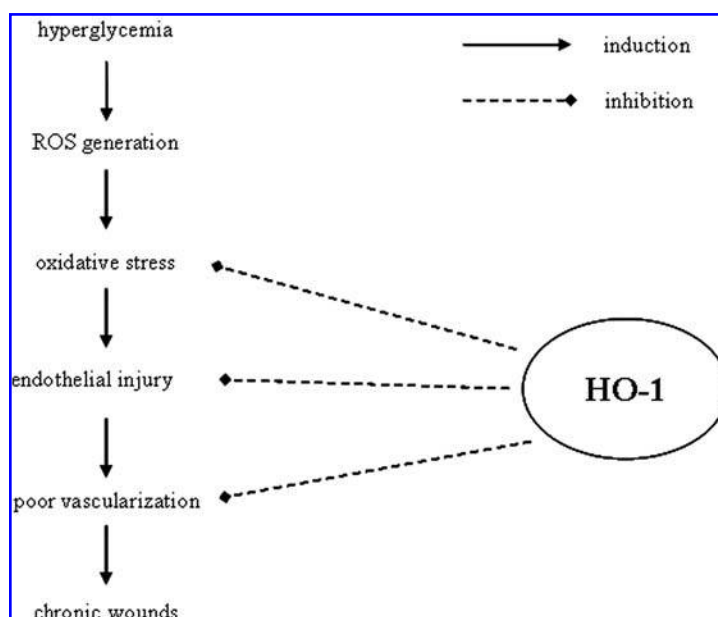 hyperglycemia
induction
inhibition
ROS generation
oxidative stress
endothelial injury
HO-1
poor vascularization
chronic wounds